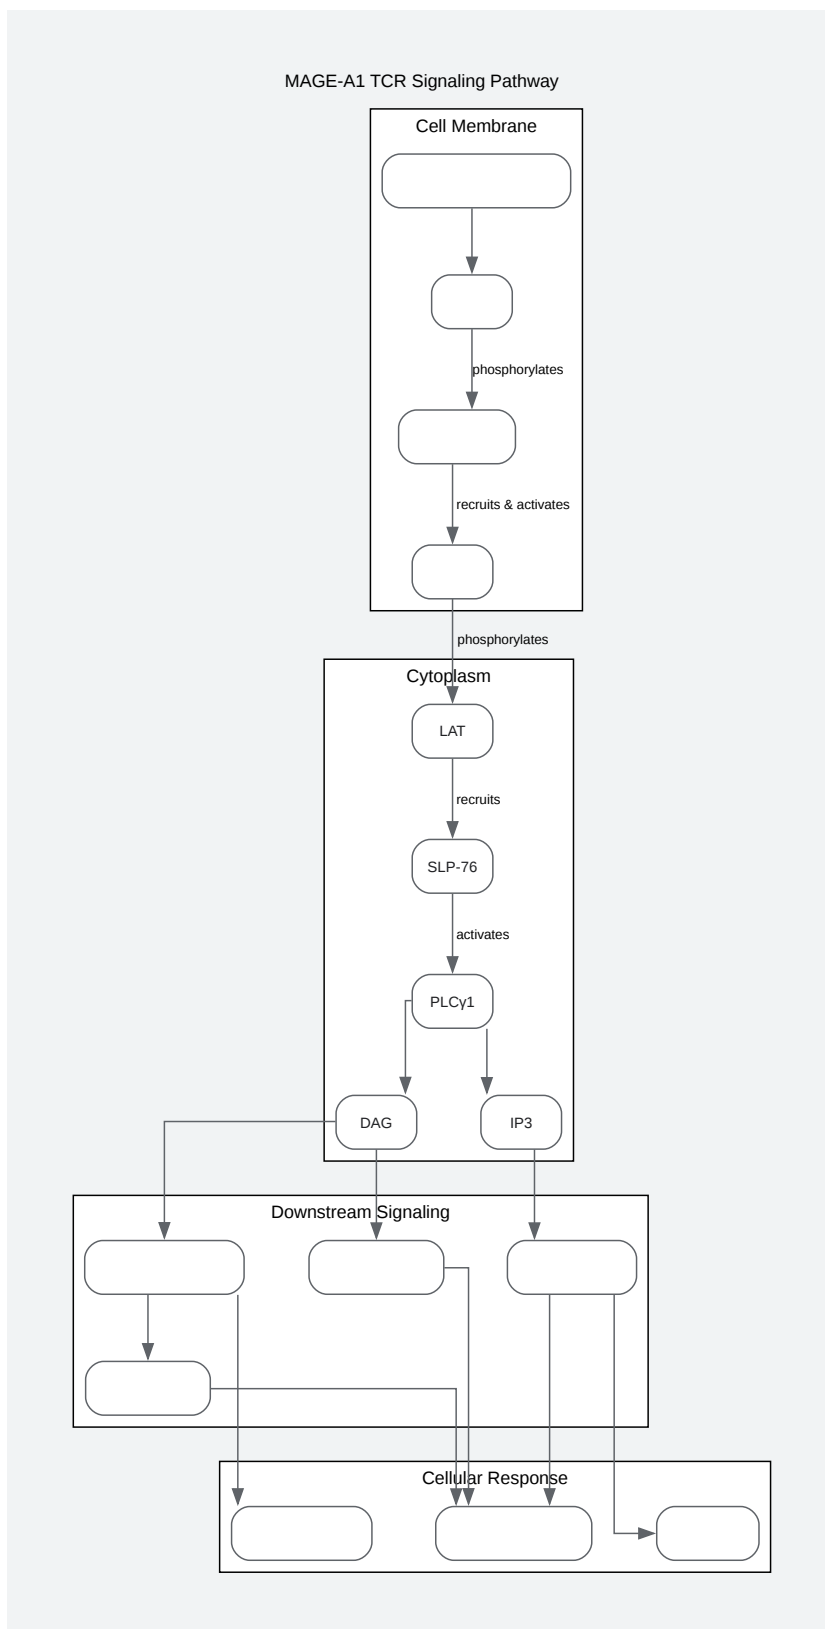 MAGE-A1 TCR Signaling Pathway
Cell Membrane
phosphorylates
recruits & activates
phosphorylates
Cytoplasm
LAT
recruits
SLP-76
activates
PLCγ1
DAG
IP3
Downstream Signaling
Cellular Response